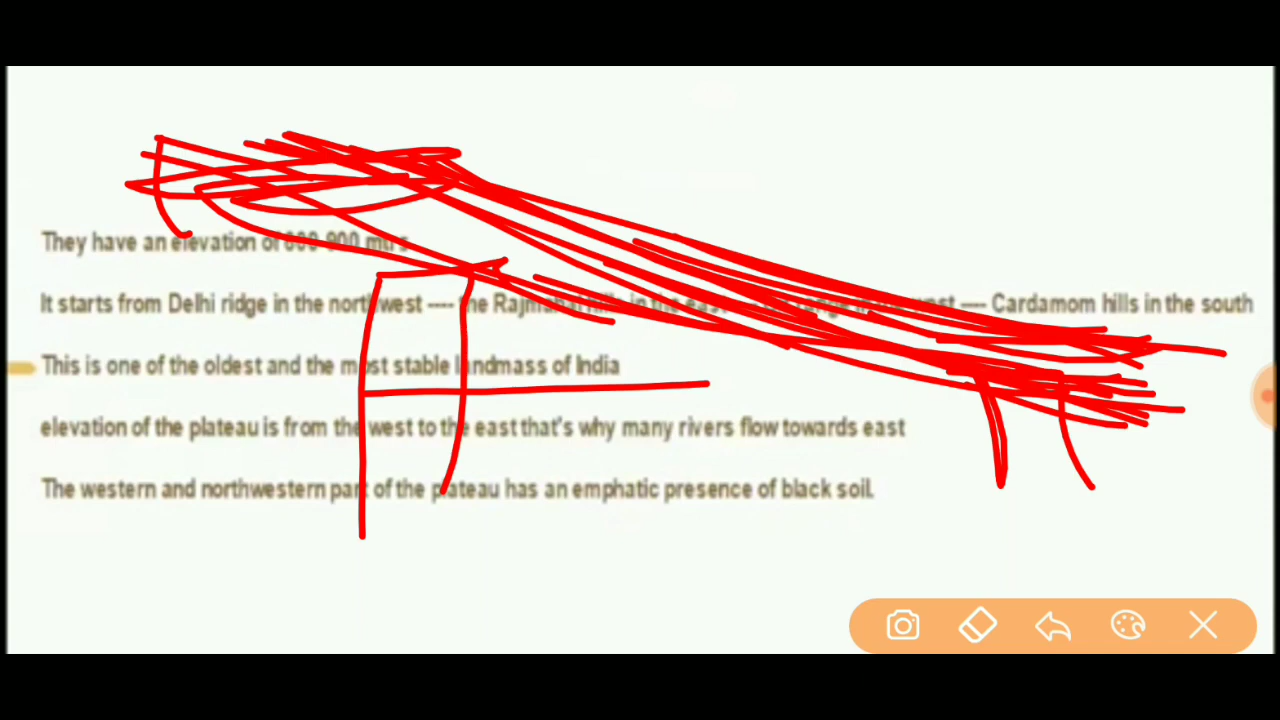 They have an elevation of 600-900 mtrs
It starts from Delhi ridge in the northwest ---- the Rajmahal hills in the east ---- Cardamom hills in the south
This is one of the oldest and the most stable landmass of India
elevation of the plateau is from the west to the east that's why many rivers flow towards east
The western and northwestern part of the plateau has an emphatic presence of black soil.